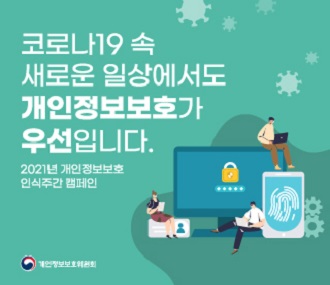 코로나19 속
새로운 일상에서도
개인정보보호가
우선입니다.
2021년 개인정보보호
인식주간 캠페인
개인정보보호위원회